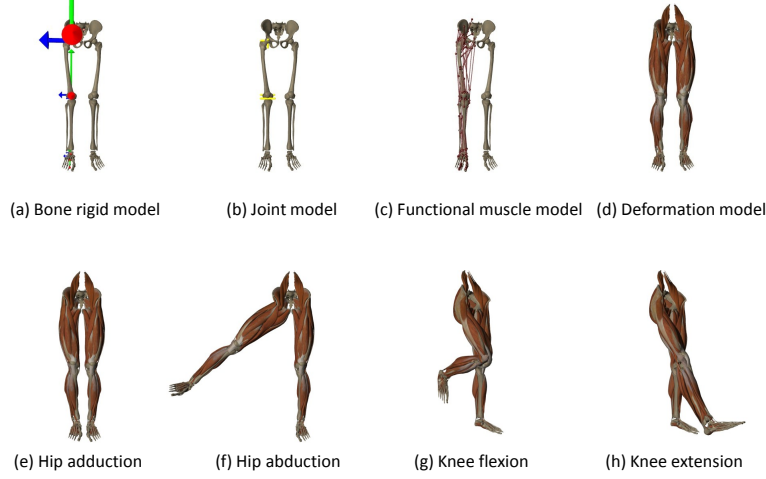 (a) Bone rigid model
(b) Joint model
(c) Functional muscle model
(d) Deformation model
(e) Hip adduction
(f) Hip abduction
(g) Knee flexion
(h) Knee extension